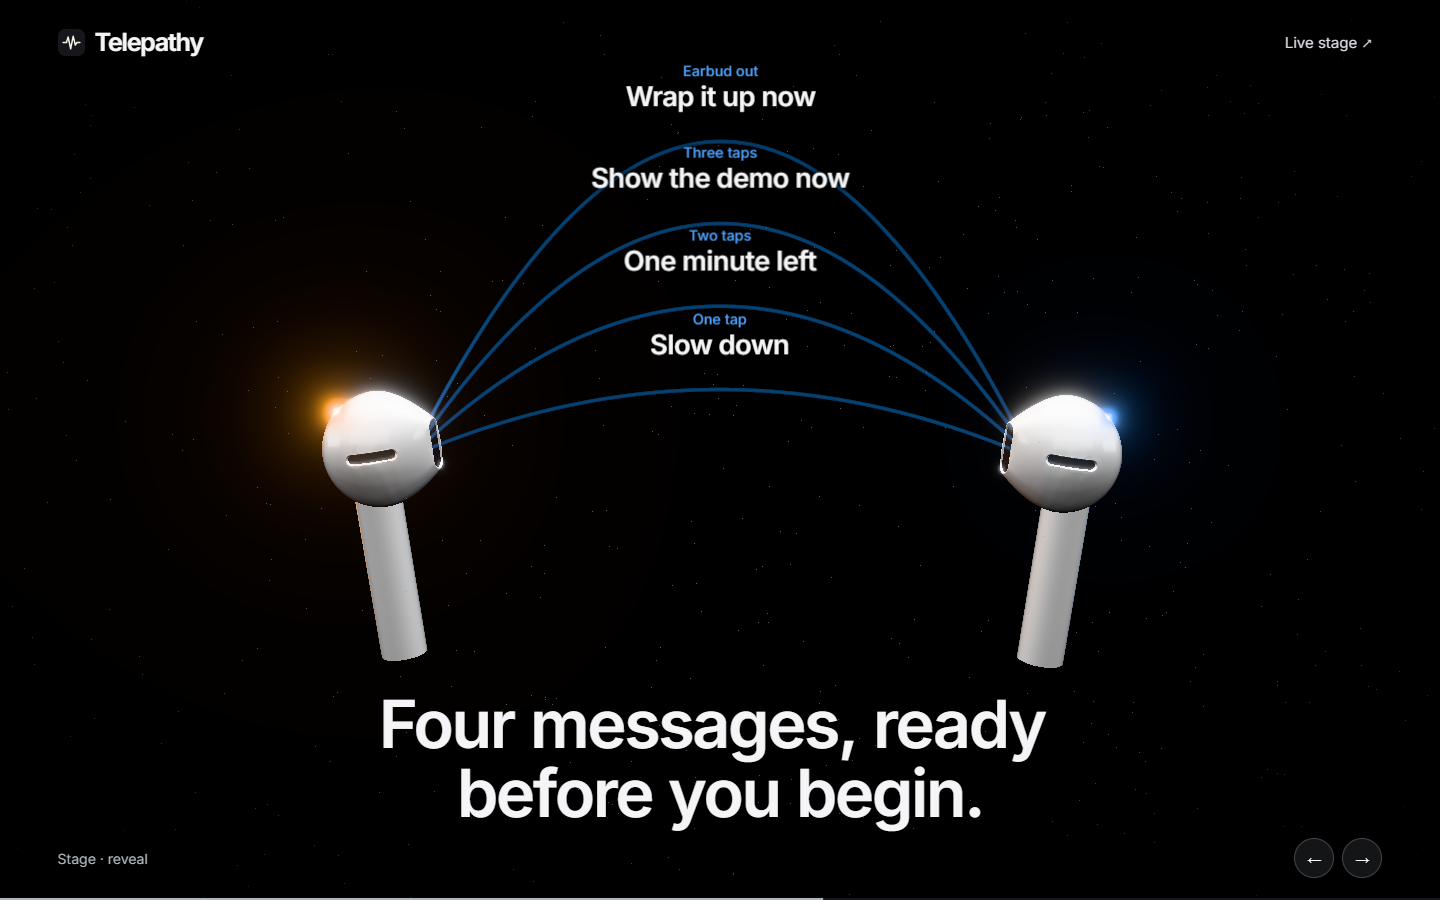 Telepathy
Live stage ↗
Earbud out
Wrap it up now
Three taps
Show the demo now
Two taps
One minute left
One tap
Slow down
Four messages, ready
before you begin.
Stage · reveal
← →